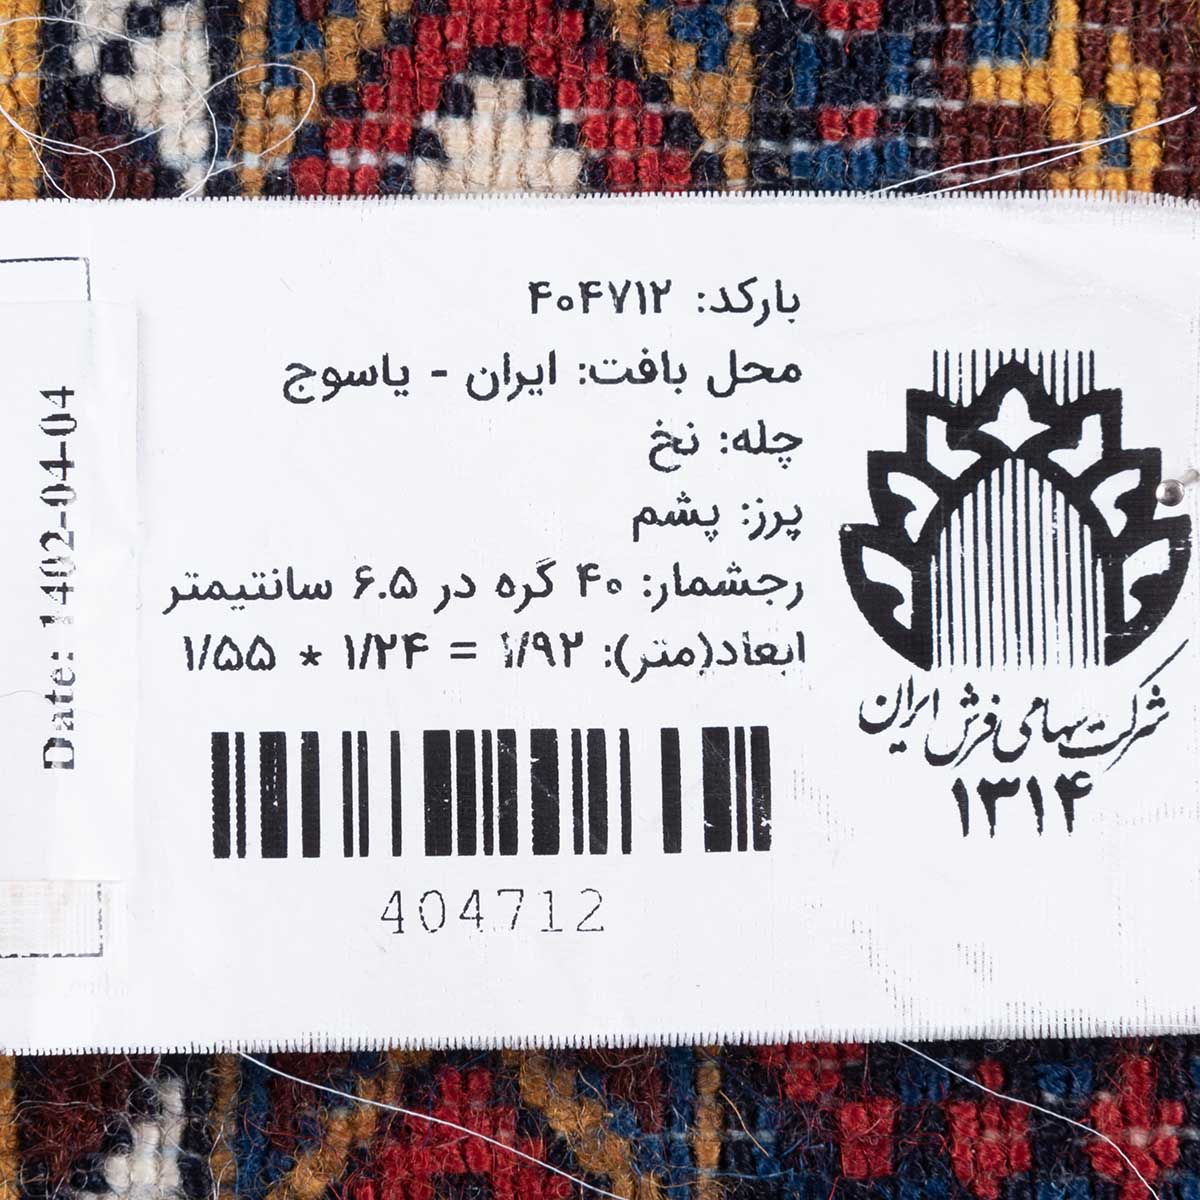 بارکد: ۴۰۴۷۱۲
محل بافت: ایران - یاسوج
چله: نخ
پرز: پشم
رجشمار: ۴۰ گره در ۶.۵ سانتیمتر
ابعاد(متر): ۱/۹۲ = ۱/۲۴ * ۱/۵۵
404712
شرکت سهامی فرش ایران
۱۳۱۴
Date: 1402-04-04